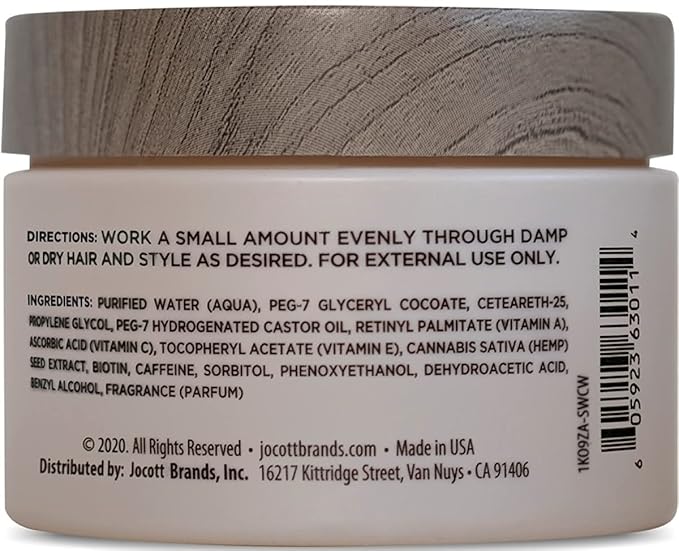 DIRECTIONS: WORK A SMALL AMOUNT EVENLY THROUGH DAMP
OR DRY HAIR AND STYLE AS DESIRED. FOR EXTERNAL USE ONLY.
INGREDIENTS: PURIFIED WATER (AQUA), PEG-7 GLYCERYL COCOATE, CETEARETH-25,
PROPYLENE GLYCOL, PEG-7 HYDROGENATED CASTOR OIL, RETINYL PALMITATE (VITAMIN A),
ASCORBIC ACID (VITAMIN C), TOCOPHERYL ACETATE (VITAMIN E), CANNABIS SATIVA (HEMP)
SEED EXTRACT, BIOTIN, CAFFEINE, SORBITOL, PHENOXYETHANOL, DEHYDROACETIC ACID,
BENZYL ALCOHOL, FRAGRANCE (PARFUM)
© 2020. All Rights Reserved • jocottbrands.com • Made in USA
Distributed by: Jocott Brands, Inc. 16217 Kittridge Street, Van Nuys • CA 91406
1K09ZA-SWCW
6 05923 63011 4